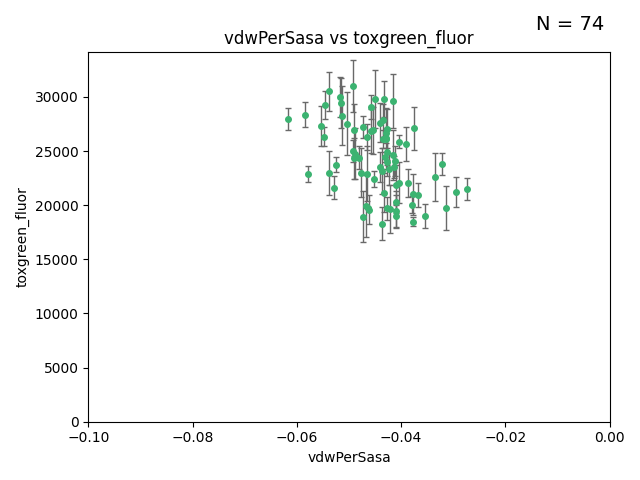 N = 74
vdwPerSasa vs toxgreen_fluor
30000
25000
20000
15000
10000
5000
0
toxgreen_fluor
−0.10 −0.08 −0.06 −0.04 −0.02 0.00
vdwPerSasa